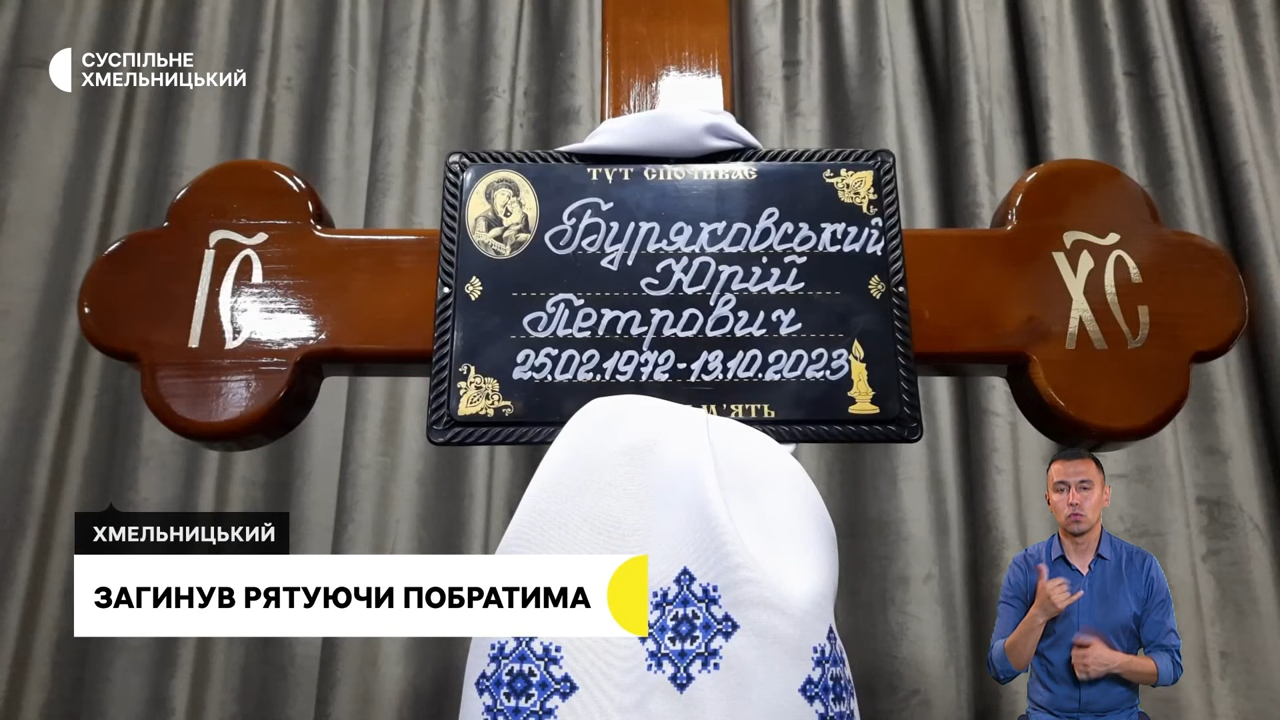 СУСПІЛЬНЕ
ХМЕЛЬНИЦЬКИЙ
ТУТ СПОЧИВАЄ
Буряковський
Юрій
Петрович
25.02.1972-13.10.2023
М'ЯТЬ
ІС
ХС
ХМЕЛЬНИЦЬКИЙ
ЗАГИНУВ РЯТУЮЧИ ПОБРАТИМА